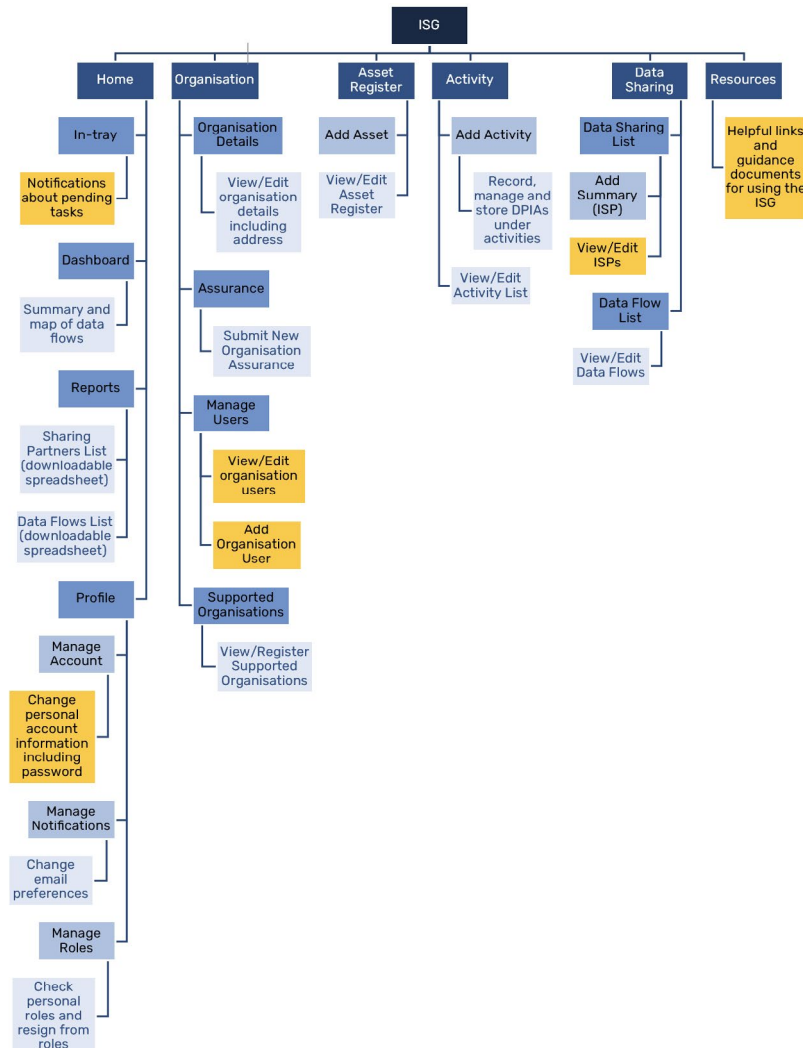 ISG
Home
Organisation
Asset
Register
Activity
Data
Sharing
Resources
In-tray
Notifications
about pending
tasks
Dashboard
Summary and
map of data
flows
Reports
Sharing
Partners List
(downloadable
spreadsheet)
Data Flows List
(downloadable
spreadsheet)
Profile
Manage
Account
Change
personal
account
information
including
password
Manage
Notifications
Change
email
preferences
Manage
Roles
Check
personal
roles and
resign from
roles
Organisation
Details
View/Edit
organisation
details
including
address
Assurance
Submit New
Organisation
Assurance
Manage
Users
View/Edit
organisation
users
Add
Organisation
User
Supported
Organisations
View/Register
Supported
Organisations
Add Asset
View/Edit
Asset
Register
Add Activity
Record,
manage and
store DPIAs
under
activities
View/Edit
Activity List
Data Sharing
List
Add
Summary
(ISP)
View/Edit
ISPs
Data Flow
List
View/Edit
Data Flows
Helpful links
and
guidance
documents
for using the
ISG